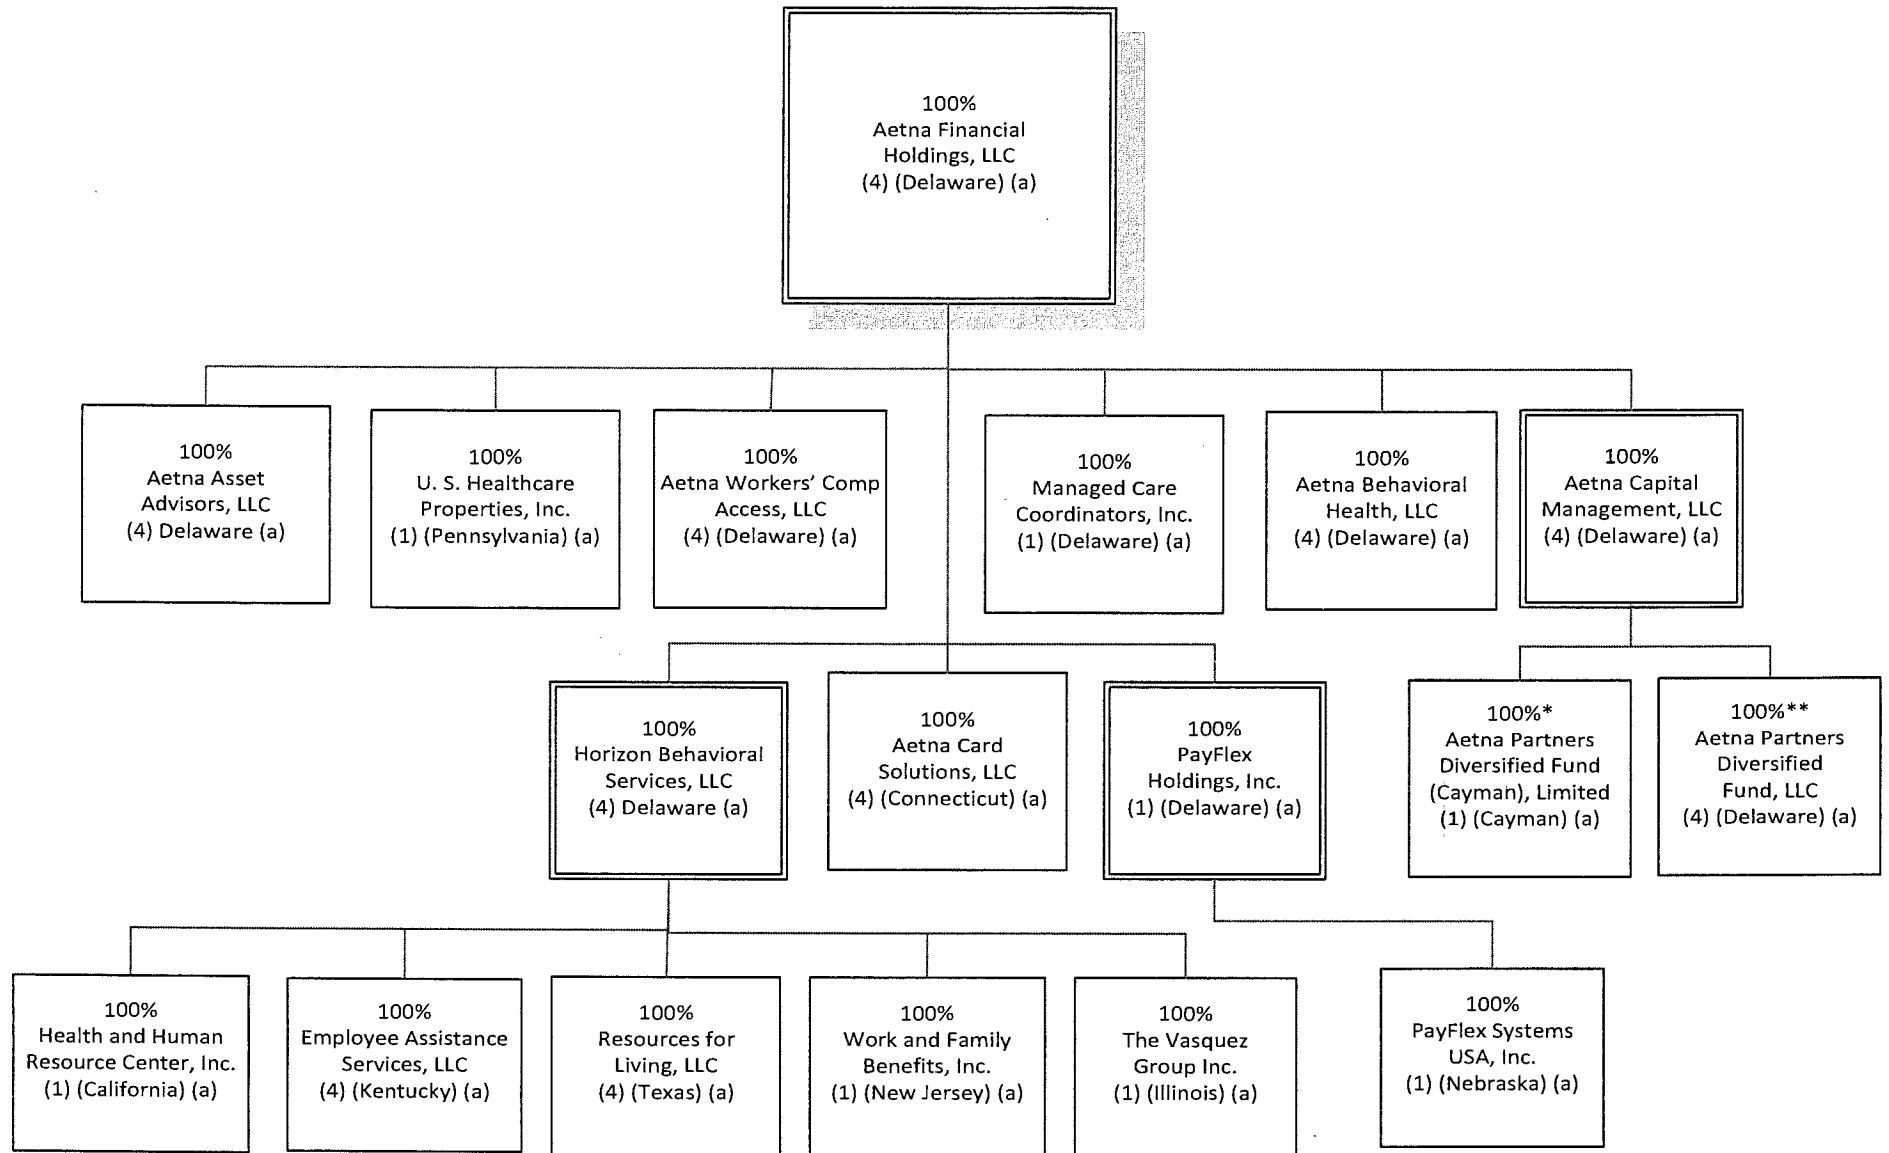 100%
Aetna Financial
Holdings, LLC
(4) (Delaware) (a)
100%
Aetna Asset
Advisors, LLC
(4) Delaware (a)
100%
U. S. Healthcare
Properties, Inc.
(1) (Pennsylvania) (a)
100%
Aetna Workers’ Comp
Access, LLC
(4) (Delaware) (a)
100%
Managed Care
Coordinators, Inc.
(1) (Delaware) (a)
100%
Aetna Behavioral
Health, LLC
(4) (Delaware) (a)
100%
Aetna Capital
Management, LLC
(4) (Delaware) (a)
100%
Horizon Behavioral
Services, LLC
(4) Delaware (a)
100%
Aetna Card
Solutions, LLC
(4) (Connecticut) (a)
100%
PayFlex
Holdings, Inc.
(1) (Delaware) (a)
100%*
Aetna Partners
Diversified Fund
(Cayman), Limited
(1) (Cayman) (a)
100%**
Aetna Partners
Diversified
Fund, LLC
(4) (Delaware) (a)
100%
Health and Human
Resource Center, Inc.
(1) (California) (a)
100%
Employee Assistance
Services, LLC
(4) (Kentucky) (a)
100%
Resources for
Living, LLC
(4) (Texas) (a)
100%
Work and Family
Benefits, Inc.
(1) (New Jersey) (a)
100%
The Vasquez
Group Inc.
(1) (Illinois) (a)
100%
PayFlex Systems
USA, Inc.
(1) (Nebraska) (a)